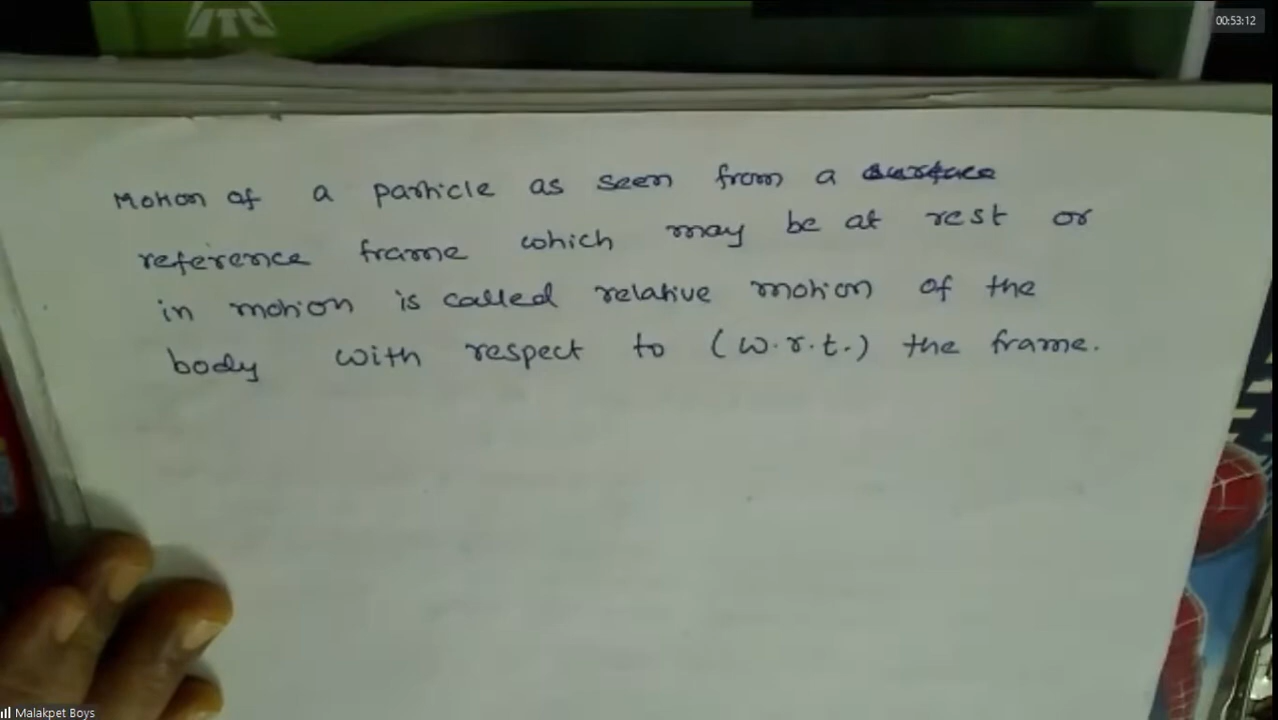 ITC
00:53:12
Motion of a particle as seen from a surface
reference frame which may be at rest or
in motion is called relative motion of the
body with respect to (w.r.t.) the frame.
Malakpet Boys